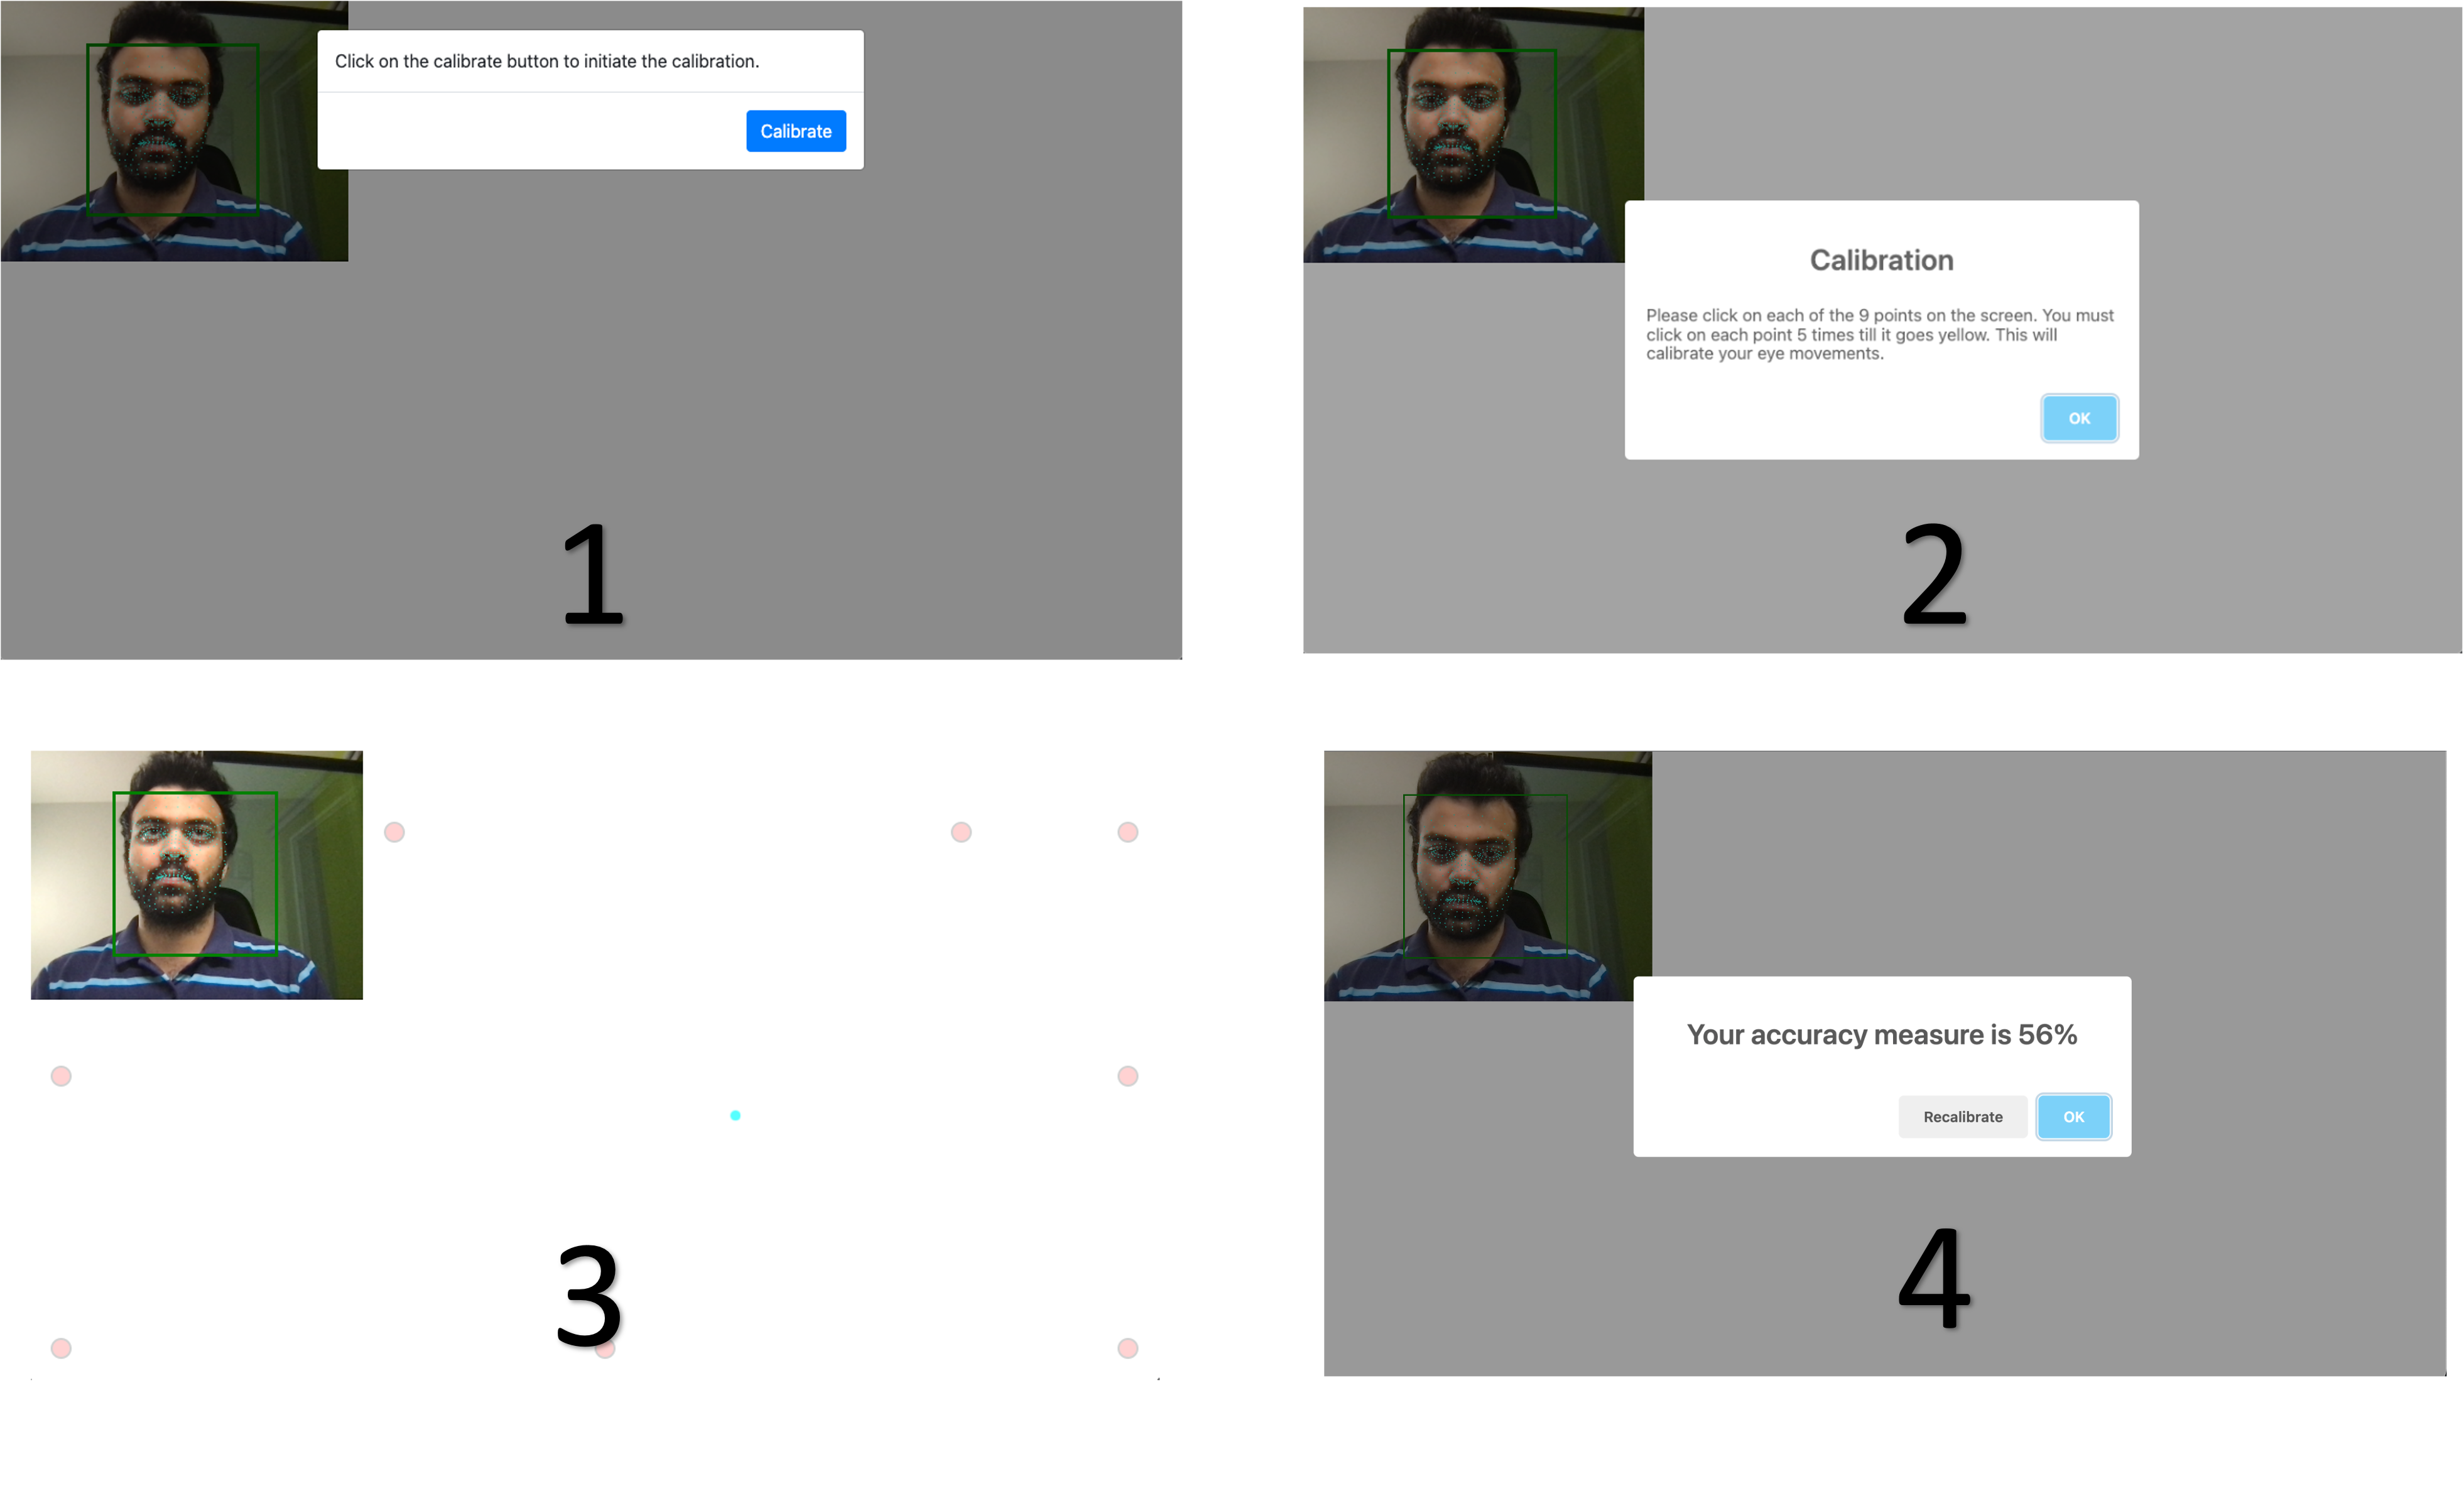 Click on the calibrate button to initiate the calibration.
Calibrate
1
Calibration
Please click on each of the 9 points on the screen. You must
click on each point 5 times till it goes yellow. This will
calibrate your eye movements.
OK
2
3
Your accuracy measure is 56%
Recalibrate OK
4